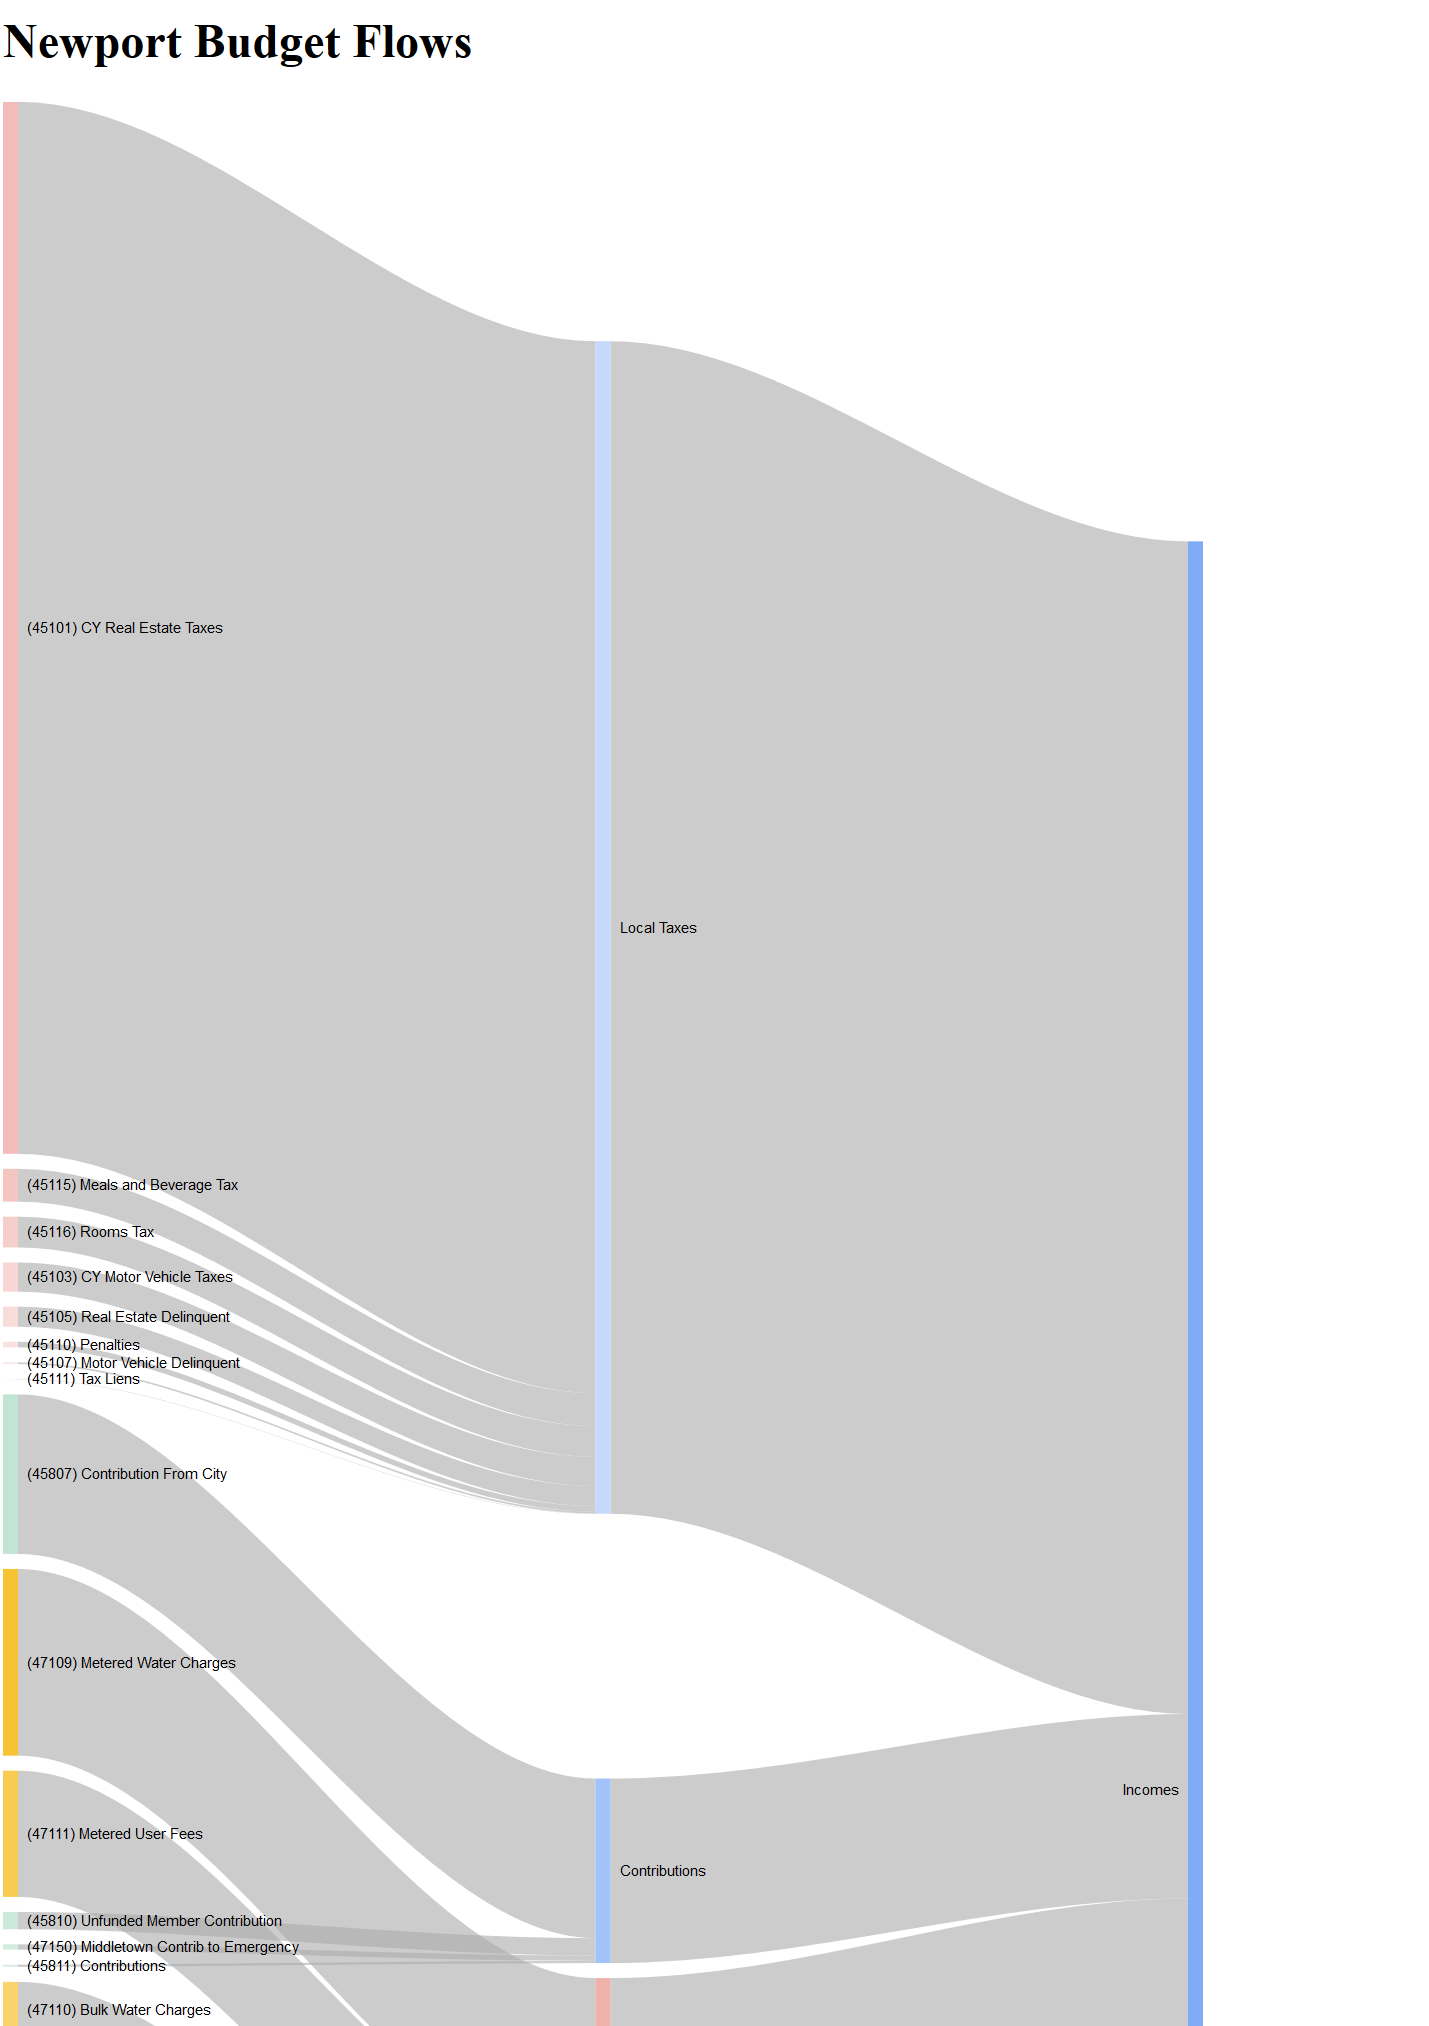 Newport Budget Flows
(45101) CY Real Estate Taxes
Local Taxes
(45115) Meals and Beverage Tax
(45116) Rooms Tax
(45103) CY Motor Vehicle Taxes
(45105) Real Estate Delinquent
(45110) Penalties
(45107) Motor Vehicle Delinquent
(45111) Tax Liens
(45807) Contribution From City
(47109) Metered Water Charges
Incomes
(47111) Metered User Fees
Contributions
(45810) Unfunded Member Contribution
(47150) Middletown Contrib to Emergency
(45811) Contributions
(47110) Bulk Water Charges